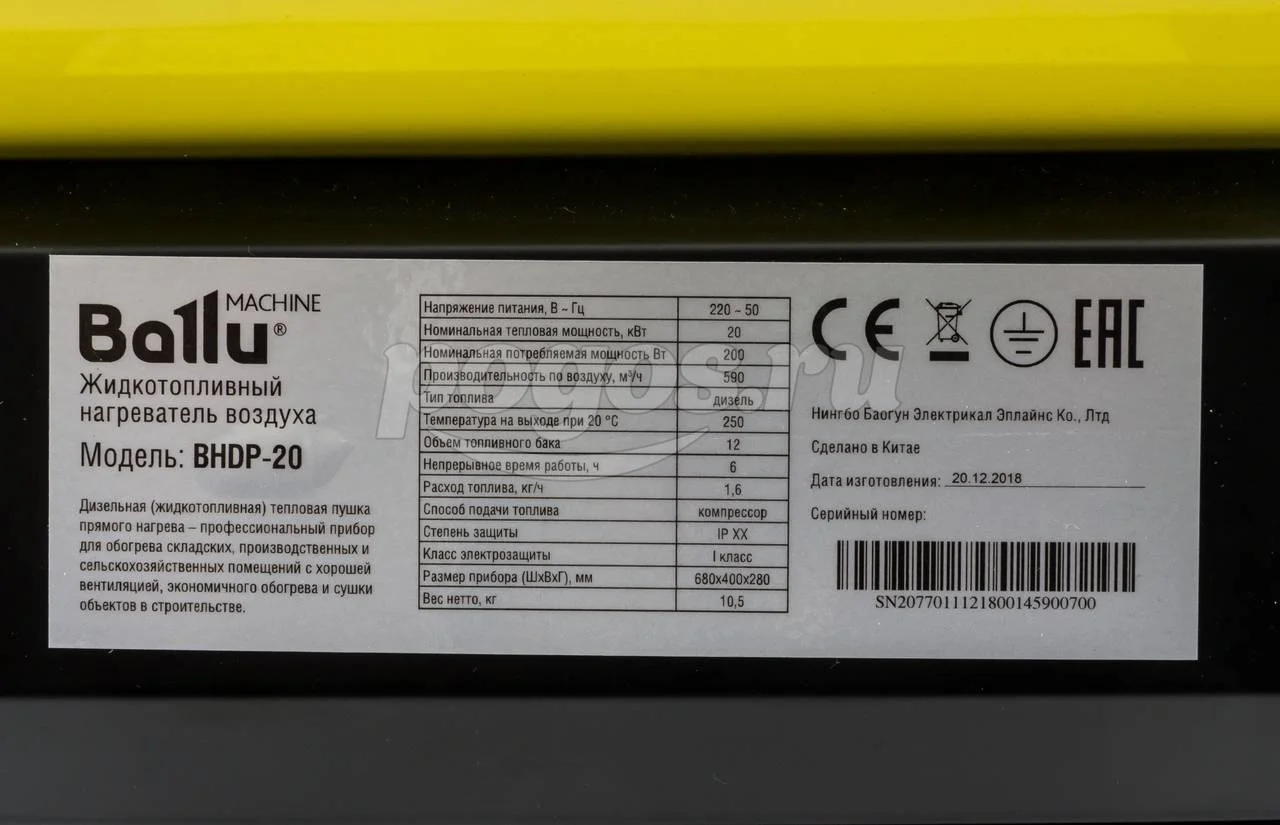 MACHINE
Ballu®
Жидкотопливный
нагреватель воздуха
Модель: BHDP-20
Дизельная (жидкотопливная) тепловая пушка
прямого нагрева – профессиональный прибор
для обогрева складских, производственных и
сельскохозяйственных помещений с хорошей
вентиляцией, экономичного обогрева и сушки
объектов в строительстве.
Напряжение питания, В ~ Гц 220 ~ 50
Номинальная тепловая мощность, кВт 20
Номинальная потребляемая мощность Вт 200
Производительность по воздуху, м³/ч 590
Тип топлива дизель
Температура на выходе при 20 °C 250
Объем топливного бака 12
Непрерывное время работы, ч 6
Расход топлива, кг/ч 1,6
Способ подачи топлива компрессор
Степень защиты IP XX
Класс электрозащиты I класс
Размер прибора (ШхВхГ), мм 680х400х280
Вес нетто, кг 10,5
CE EAC
Нингбо Баогун Электрикал Эплайнс Ко., Лтд
Сделано в Китае
Дата изготовления: 20.12.2018
Серийный номер:
SN2077011121800145900700
pogos.ru